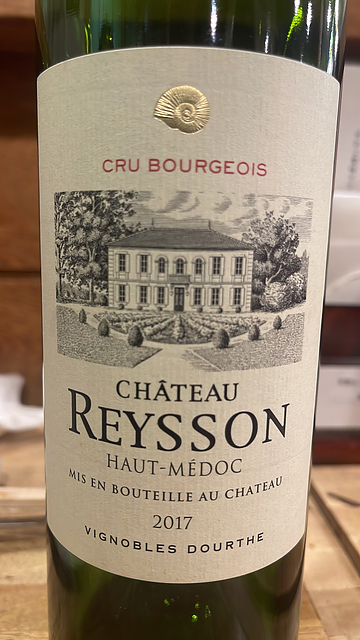 CRU BOURGEOIS
CHÂTEAU
REYSSON
HAUT-MÉDOC
MIS EN BOUTEILLE AU CHATEAU
2017
VIGNOBLES DOURTHE